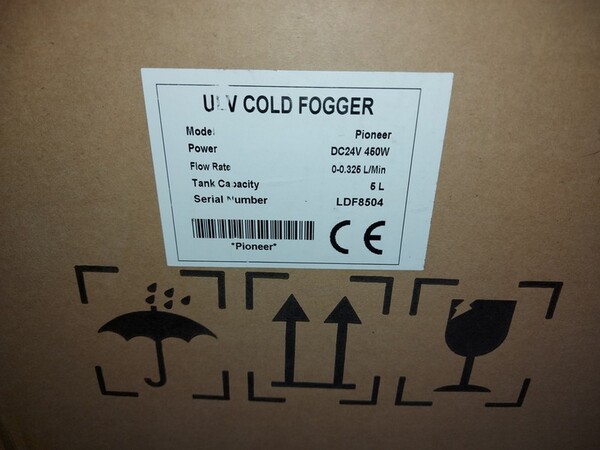 ULV COLD FOGGER
Model Pioneer
Power DC24V 450W
Flow Rate 0-0.325 L/Min
Tank Capacity 5 L
Serial Number LDF8504
*Pioneer*
CE